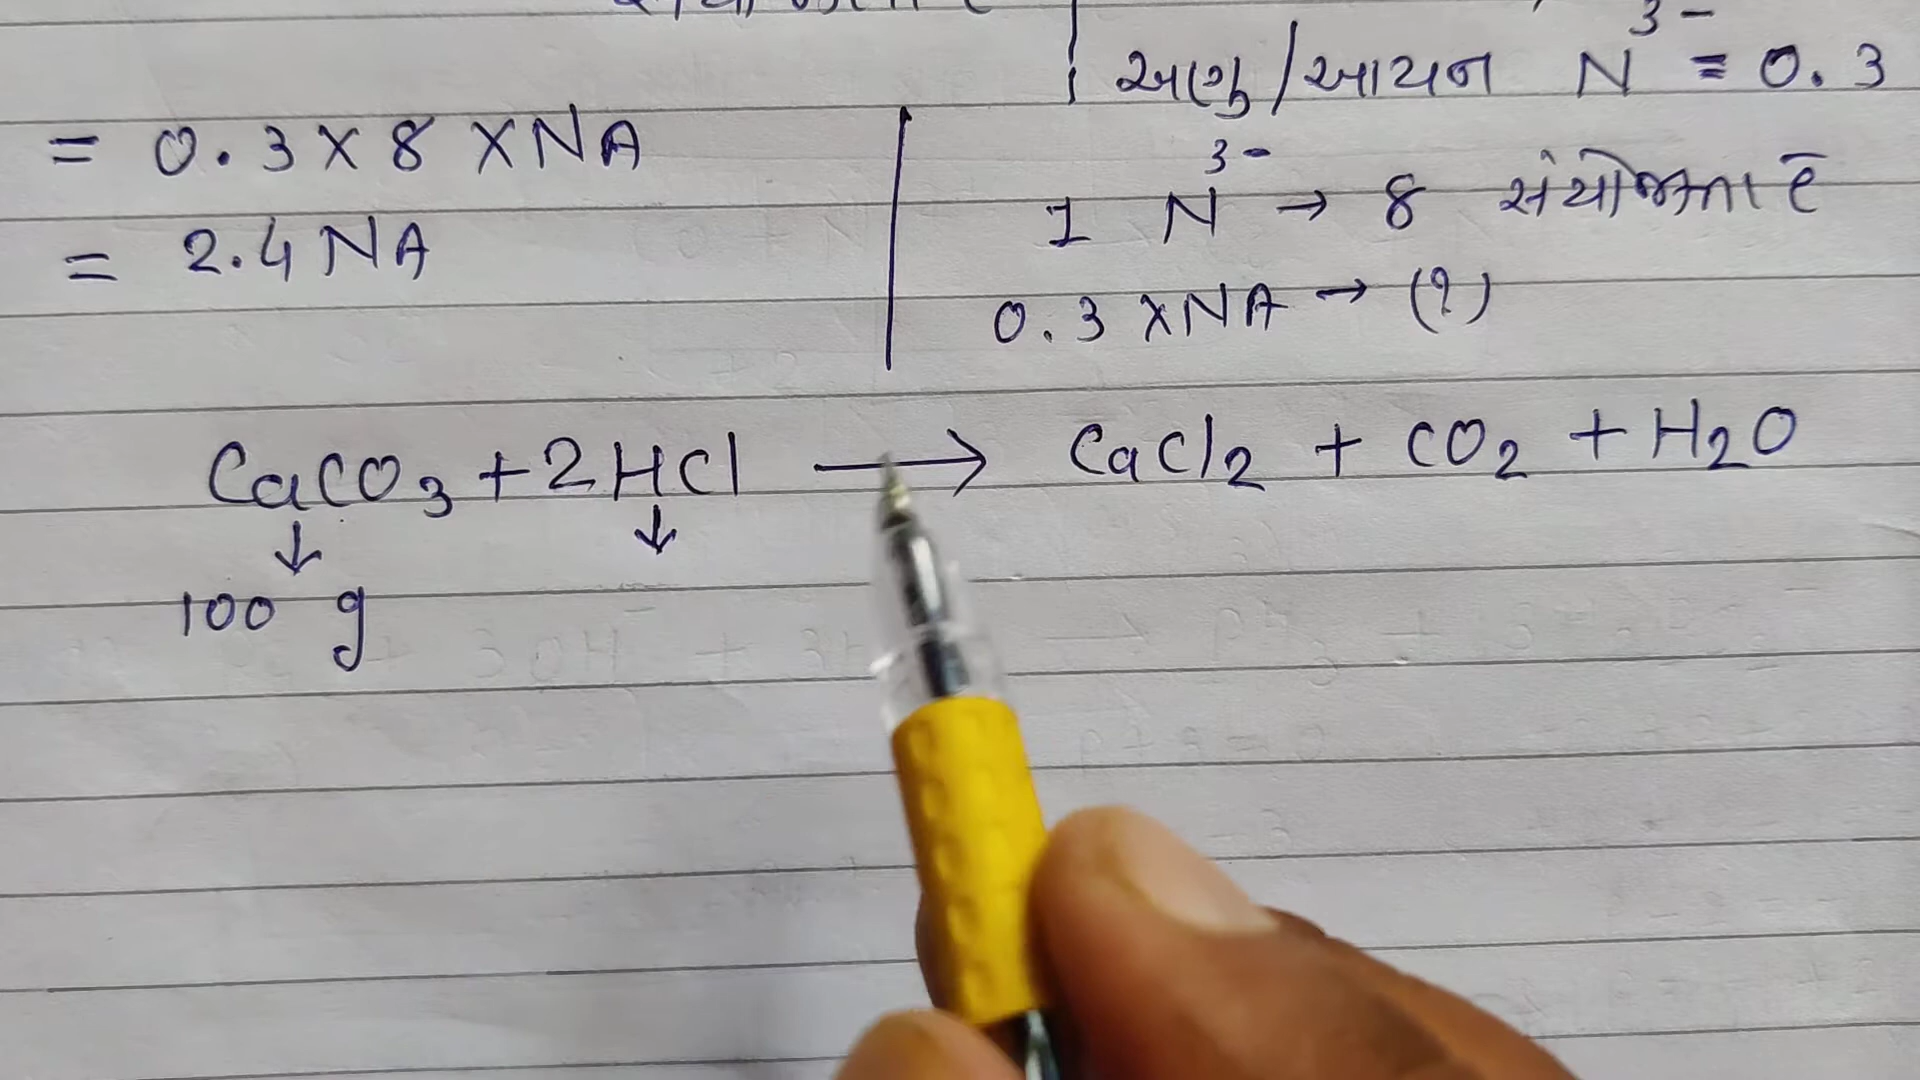 અણુ/આયન N³⁻ = 0.3
= 0.3 X 8 X NA
= 2.4 NA
1 N³⁻ → 8 સંયોજકતા ē
0.3 X NA → (?)
CaCO₃ + 2HCl → CaCl₂ + CO₂ + H₂O
↓ ↓
100 g